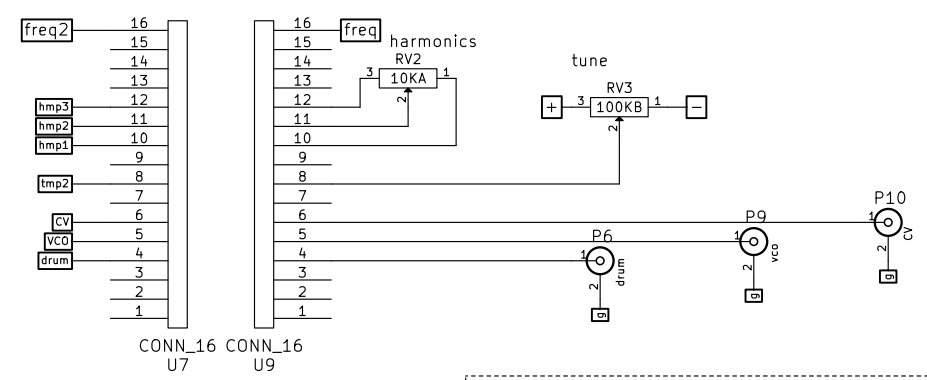 freq2 16 16 freq
15 15
14 14
13 13
hmp3 12 12
hmp2 11 11
hmp1 10 10
9 9
tmp2 8 8
7 7
CV 6 6
VCO 5 5
drum 4 4
3 3
2 2
1 1
CONN_16 CONN_16
U7 U9
harmonics
RV2
3 10KA 1
2
tune
RV3
+ 3 100KB 1 -
2
P10
1
2 CV
g
P9
1
2 vco
g
P6
1
2 drum
g